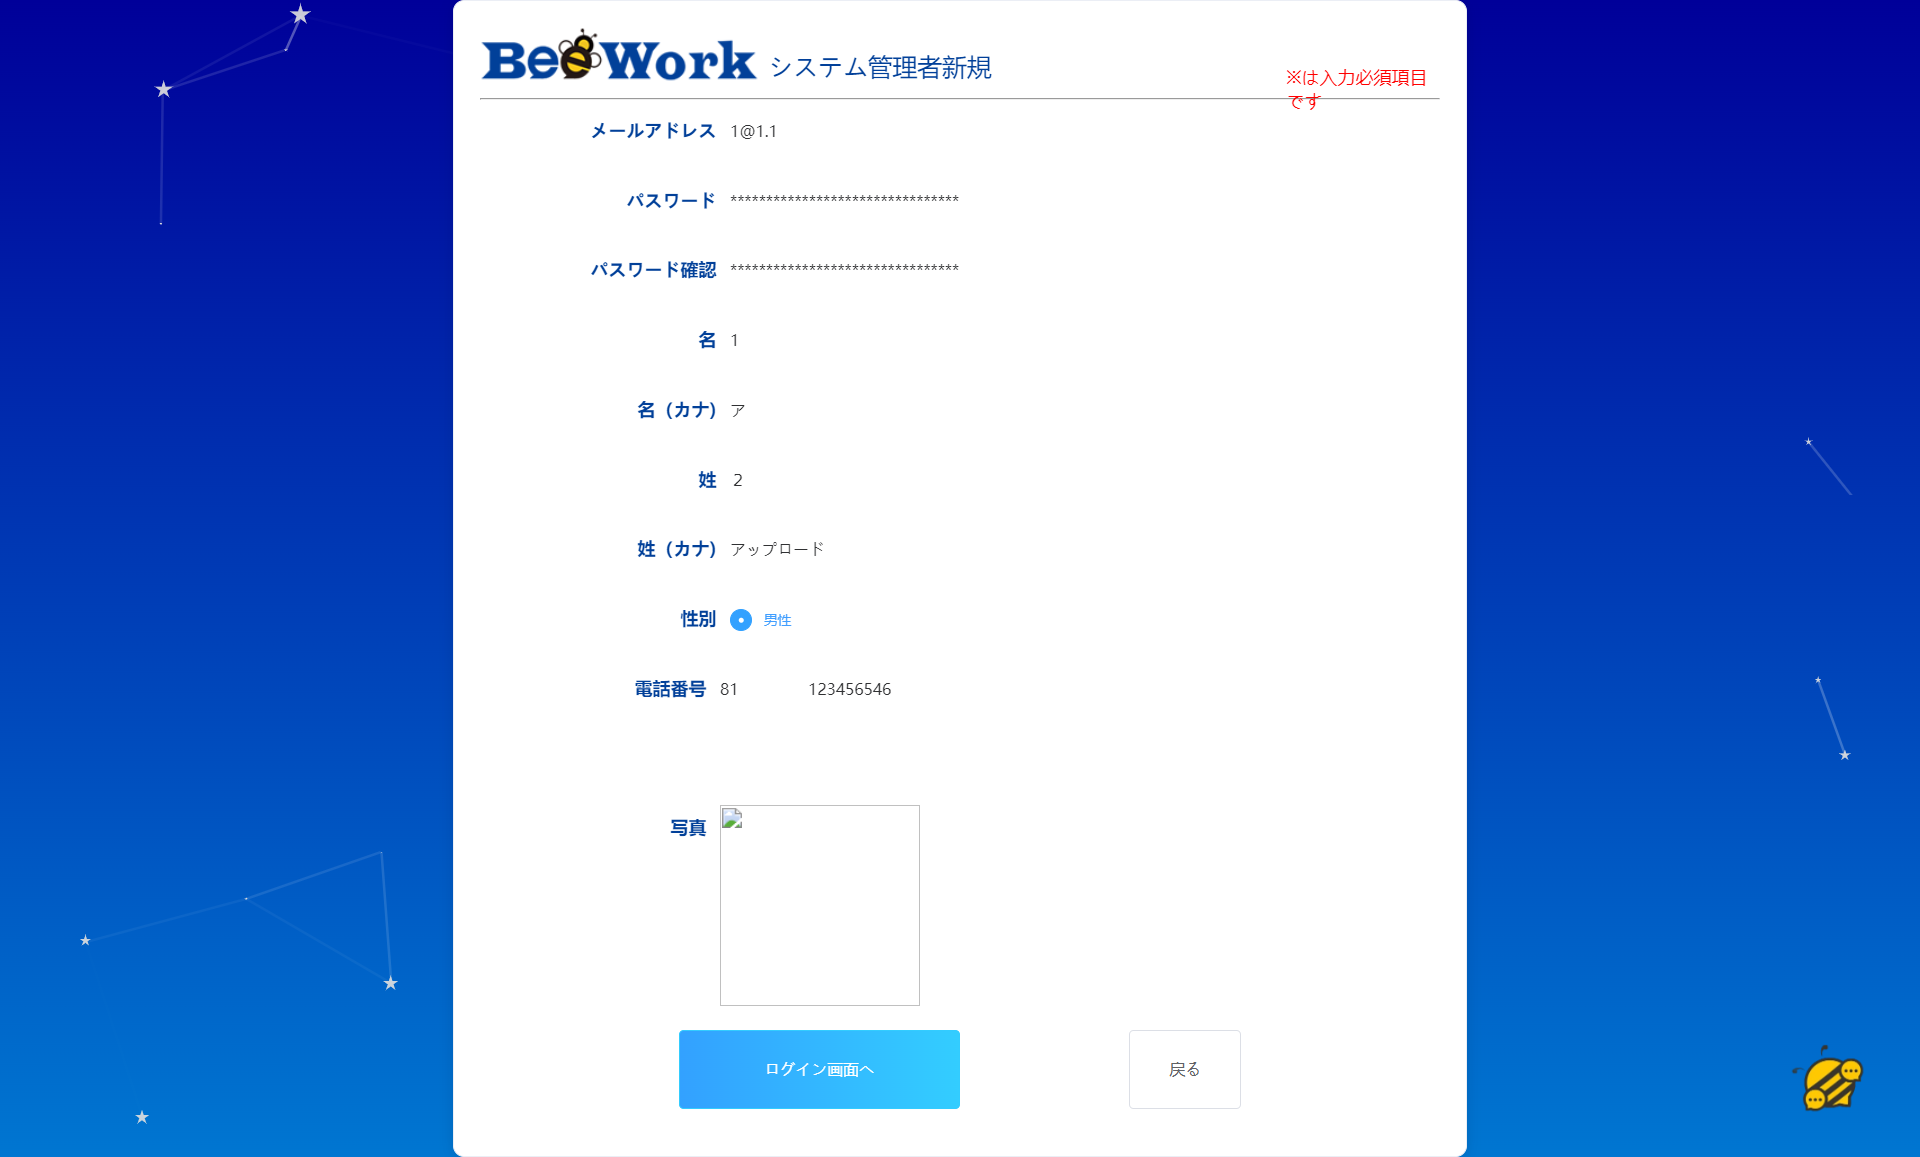 BeeWork システム管理者新規
※は入力必須項目
です
メールアドレス 1@1.1
パスワード ********************************
パスワード確認 ********************************
名 1
名（カナ） ア
姓 2
姓（カナ） アップロード
性別 男性
電話番号 81 123456546
写真
ログイン画面へ 戻る